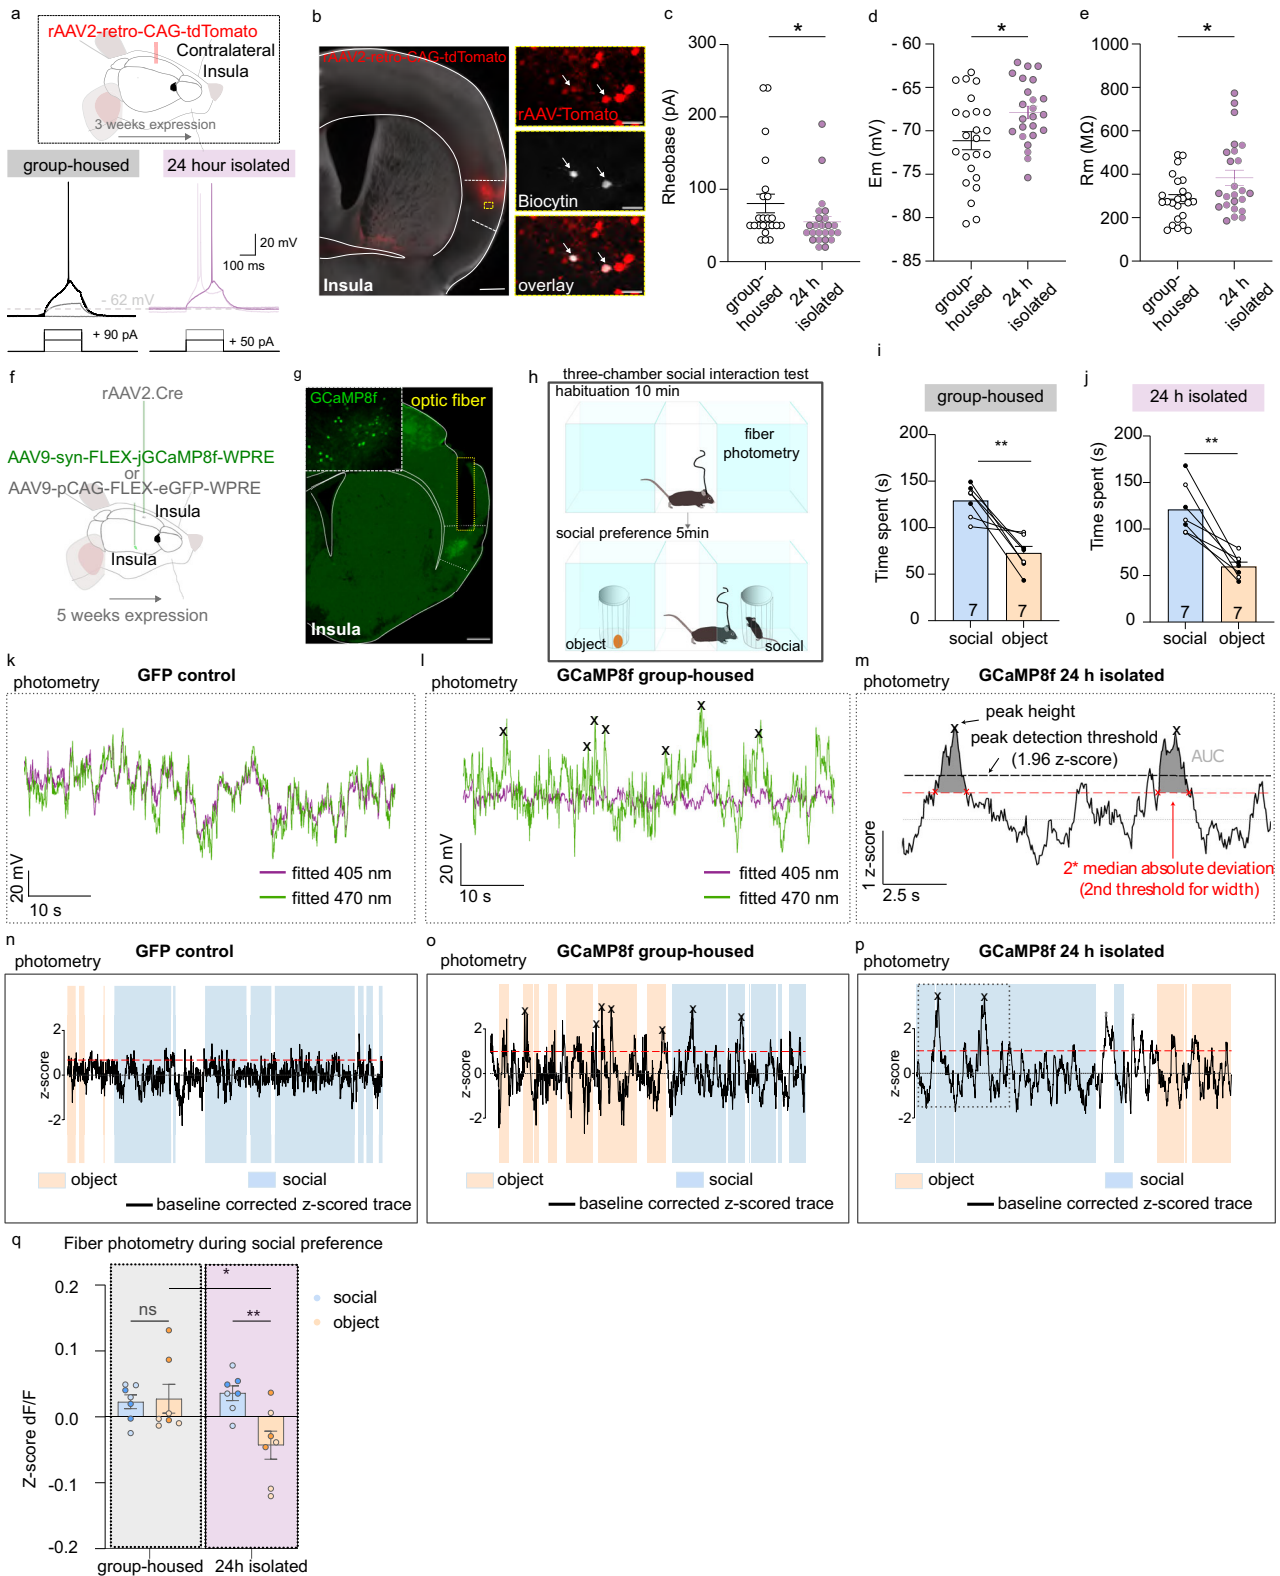 a
rAAV2-retro-CAG-tdTomato
Contralateral
Insula
3 weeks expression
group-housed
24 hour isolated
20 mV
100 ms
- 62 mV
+ 90 pA
+ 50 pA
b
rAAV2-retro-CAG-tdTomato
Insula
rAAV-Tomato
Biocytin
overlay
c
*
Rheobase (pA)
300
200
100
0
group-
housed
24 h
isolated
d
*
Em (mV)
- 60
- 65
- 70
- 75
- 80
- 85
group-
housed
24 h
isolated
e
*
Rm (MΩ)
1000
800
600
400
200
0
group-
housed
24 h
isolated
f
rAAV2.Cre
AAV9-syn-FLEX-jGCaMP8f-WPRE
or
AAV9-pCAG-FLEX-eGFP-WPRE
Insula
Insula
5 weeks expression
g
GCaMP8f
optic fiber
Insula
h
three-chamber social interaction test
habituation 10 min
fiber
photometry
social preference 5min
object
social
i
group-housed
**
Time spent (s)
200
150
100
50
0
7
7
social
object
j
24 h isolated
**
Time spent (s)
200
150
100
50
0
7
7
social
object
k
photometry
GFP control
20 mV
10 s
fitted 405 nm
fitted 470 nm
l
photometry
GCaMP8f group-housed
x
x
x
x
x
x
x
20 mV
10 s
fitted 405 nm
fitted 470 nm
m
photometry
GCaMP8f 24 h isolated
peak height
peak detection threshold
(1.96 z-score)
AUC
1 z-score
2.5 s
2* median absolute deviation
(2nd threshold for width)
n
photometry
GFP control
z-score
2
0
-2
object
social
baseline corrected z-scored trace
o
photometry
GCaMP8f group-housed
z-score
2
0
-2
object
social
baseline corrected z-scored trace
p
photometry
GCaMP8f 24 h isolated
z-score
2
0
-2
object
social
baseline corrected z-scored trace
q
Fiber photometry during social preference
*
ns
**
social
object
Z-score dF/F
0.2
0.1
0.0
-0.1
-0.2
group-housed
24h isolated